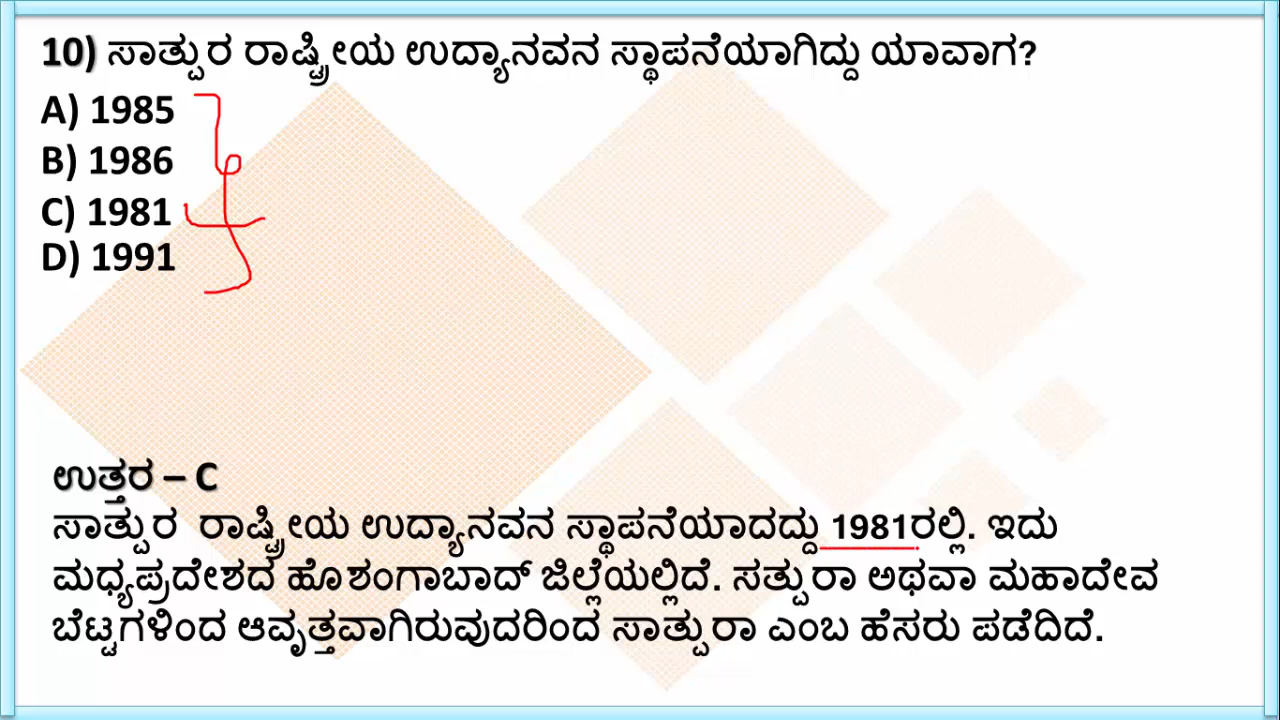 10) ಸಾತ್ಪುರ ರಾಷ್ಟ್ರೀಯ ಉದ್ಯಾನವನ ಸ್ಥಾಪನೆಯಾಗಿದ್ದು ಯಾವಾಗ?
A) 1985
B) 1986
C) 1981
D) 1991
ಉತ್ತರ – C
ಸಾತ್ಪುರ ರಾಷ್ಟ್ರೀಯ ಉದ್ಯಾನವನ ಸ್ಥಾಪನೆಯಾದದ್ದು 1981ರಲ್ಲಿ. ಇದು
ಮಧ್ಯಪ್ರದೇಶದ ಹೊಶಂಗಾಬಾದ್ ಜಿಲ್ಲೆಯಲ್ಲಿದೆ. ಸತ್ಪುರಾ ಅಥವಾ ಮಹಾದೇವ
ಬೆಟ್ಟಗಳಿಂದ ಆವೃತ್ತವಾಗಿರುವುದರಿಂದ ಸಾತ್ಪುರಾ ಎಂಬ ಹೆಸರು ಪಡೆದಿದೆ.